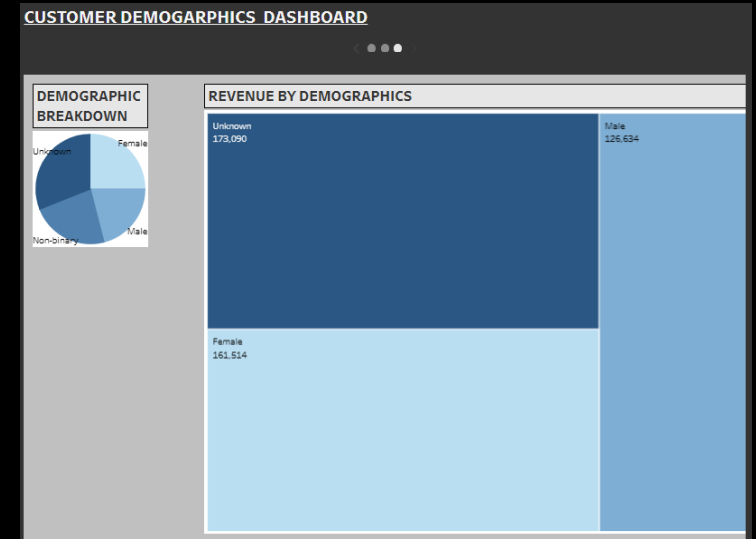 CUSTOMER DEMOGARPHICS DASHBOARD
DEMOGRAPHIC
BREAKDOWN
Female
Unknown
Male
Non-binary
REVENUE BY DEMOGRAPHICS
Unknown
173,090
Male
126,634
Female
161,514